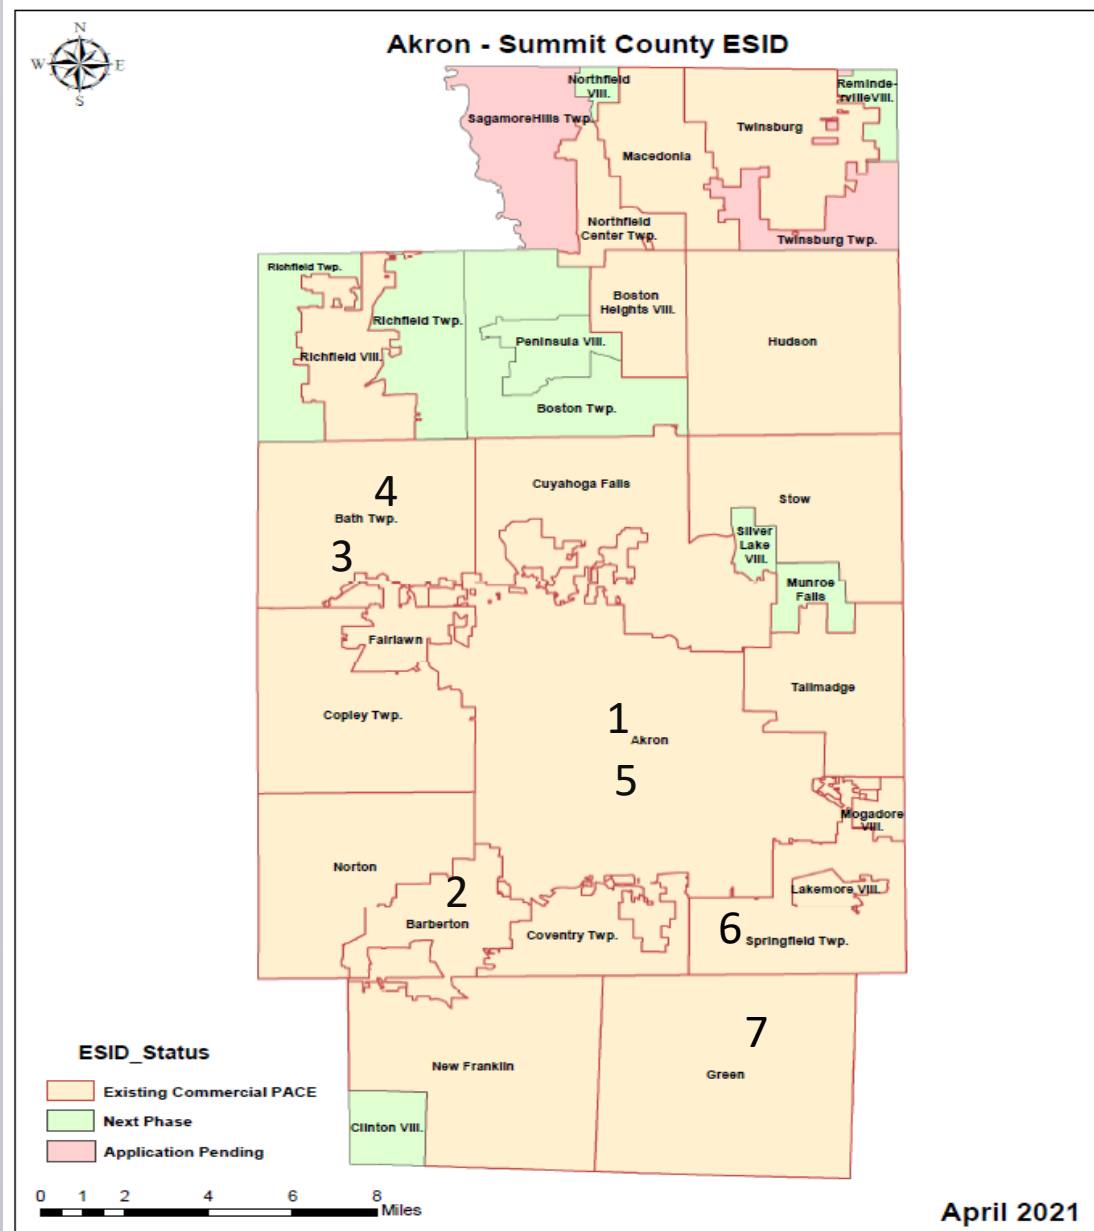 N
W E
S
Akron - Summit County ESID
Northfield
Vill.
Reminde-
rvilleVill.
SagamoreHills Twp.
Twinsburg
Macedonia
Northfield
Center Twp.
Twinsburg Twp.
Richfield Twp.
Boston
Heights Vill.
Richfield Twp.
Peninsula Vill.
Hudson
Richfield Vill.
Boston Twp.
Cuyahoga Falls
4
Stow
Bath Twp.
Silver
Lake
Vill.
3
Munroe
Falls
Fairlawn
Tallmadge
Copley Twp.
1
Akron
5
Mogadore
Vill.
Norton
2
Lakemore Vill.
Barberton
Coventry Twp.
6
Springfield Twp.
7
New Franklin
Green
Clinton Vill.
ESID_Status
Existing Commercial PACE
Next Phase
Application Pending
0 1 2 4 6 8
Miles
April 2021